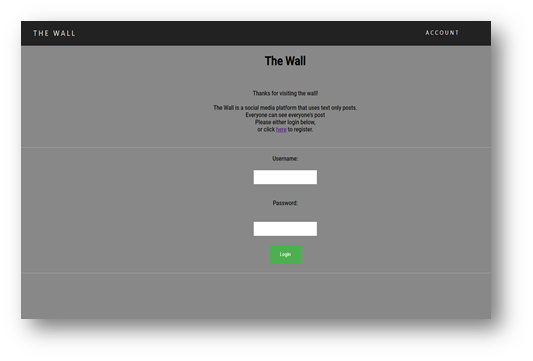 THE WALL
ACCOUNT
The Wall
Thanks for visiting the wall!
The Wall is a social media platform that uses text only posts.
Everyone can see everyone's post
Please either login below,
or click here to register.
Username:
Password:
Login